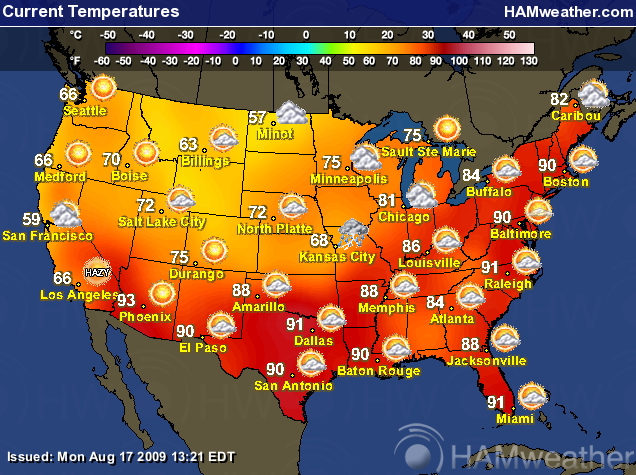 Current Temperatures HAMweather.com
°C -50 -40 -30 -20 -10 0 10 20 30 40 50
°F -60 -50 -40 -30 -20 -10 0 10 20 30 40 50 60 70 80 90 100 110 120 130
66 Seattle
57 Minot
82 Caribou
75 Sault Ste Marie
66 Medford
70 Boise
63 Billings
75 Minneapolis
84 Buffalo
90 Boston
59 San Francisco
72 Salt Lake City
72 North Platte
81 Chicago
90 Baltimore
68 Kansas City
86 Louisville
66 Los Angeles
HAZY
75 Durango
91 Raleigh
93 Phoenix
88 Amarillo
88 Memphis
84 Atlanta
90 El Paso
91 Dallas
88 Jacksonville
90 San Antonio
90 Baton Rouge
91 Miami
Issued: Mon Aug 17 2009 13:21 EDT
HAMweather